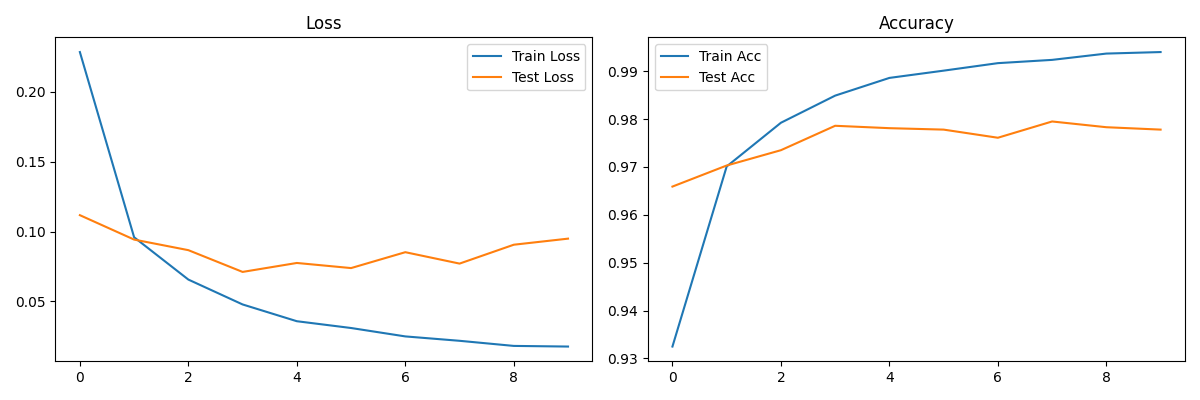 Loss
Train Loss
Test Loss
0.20
0.15
0.10
0.05
0 2 4 6 8
Accuracy
Train Acc
Test Acc
0.99
0.98
0.97
0.96
0.95
0.94
0.93
0 2 4 6 8